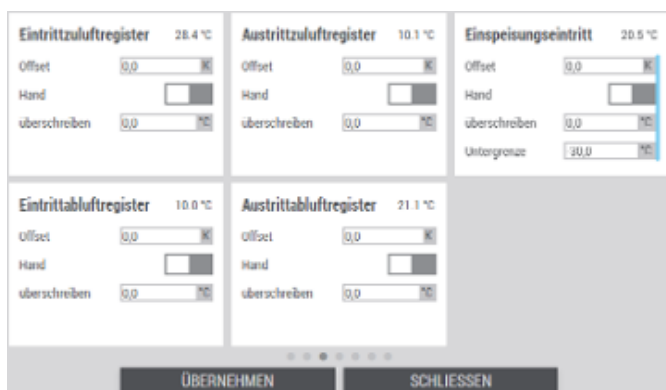 Eintrittzuluftregister 28.4 °C
Offset 0,0 K
Hand
überschreiben 0,0 °C
Austrittzuluftregister 10.1 °C
Offset 0,0 K
Hand
überschreiben 0,0 °C
Einspeisungseintritt 20.5 °C
Offset 0,0 K
Hand
überschreiben 0,0 °C
Untergrenze -30,0 °C
Eintrittabluftregister 10.0 °C
Offset 0,0 K
Hand
überschreiben 0,0 °C
Austrittabluftregister 21.1 °C
Offset 0,0 K
Hand
überschreiben 0,0 °C
ÜBERNEHMEN SCHLIESSEN